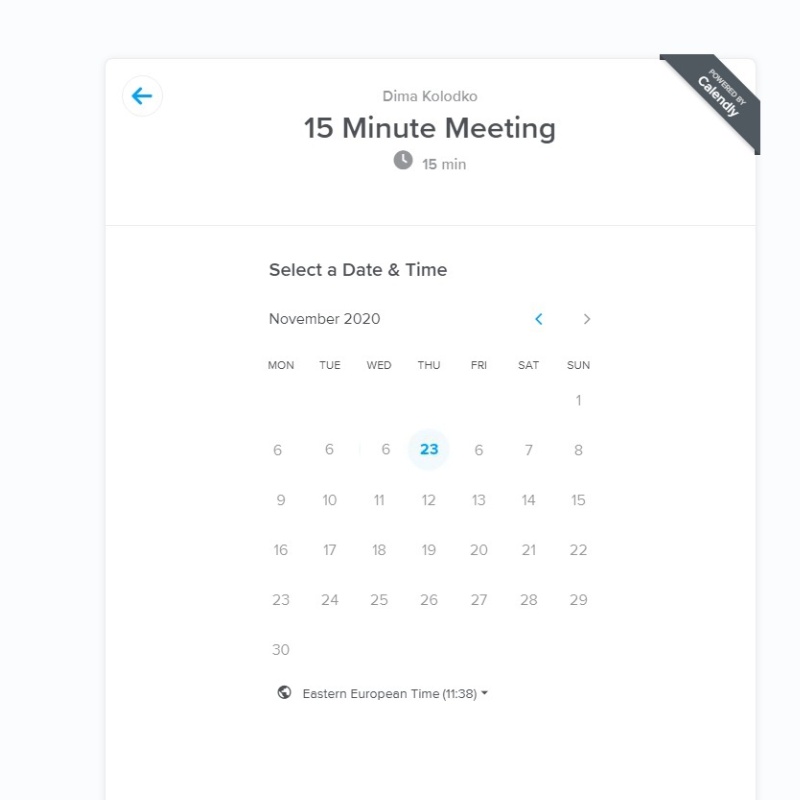 POWERED BY
Calendly
Dima Kolodko
15 Minute Meeting
15 min
Select a Date & Time
November 2020
MON TUE WED THU FRI SAT SUN
1
6 6 6 23 6 7 8
9 10 11 12 13 14 15
16 17 18 19 20 21 22
23 24 25 26 27 28 29
30
Eastern European Time (11:38)